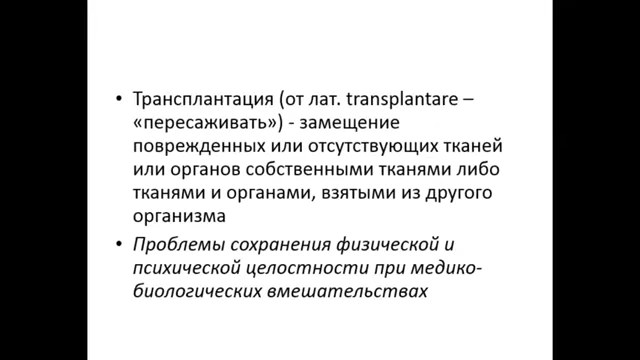 • Трансплантация (от лат. transplantare –
«пересаживать») - замещение
поврежденных или отсутствующих тканей
или органов собственными тканями либо
тканями и органами, взятыми из другого
организма
• Проблемы сохранения физической и
психической целостности при медико-
биологических вмешательствах